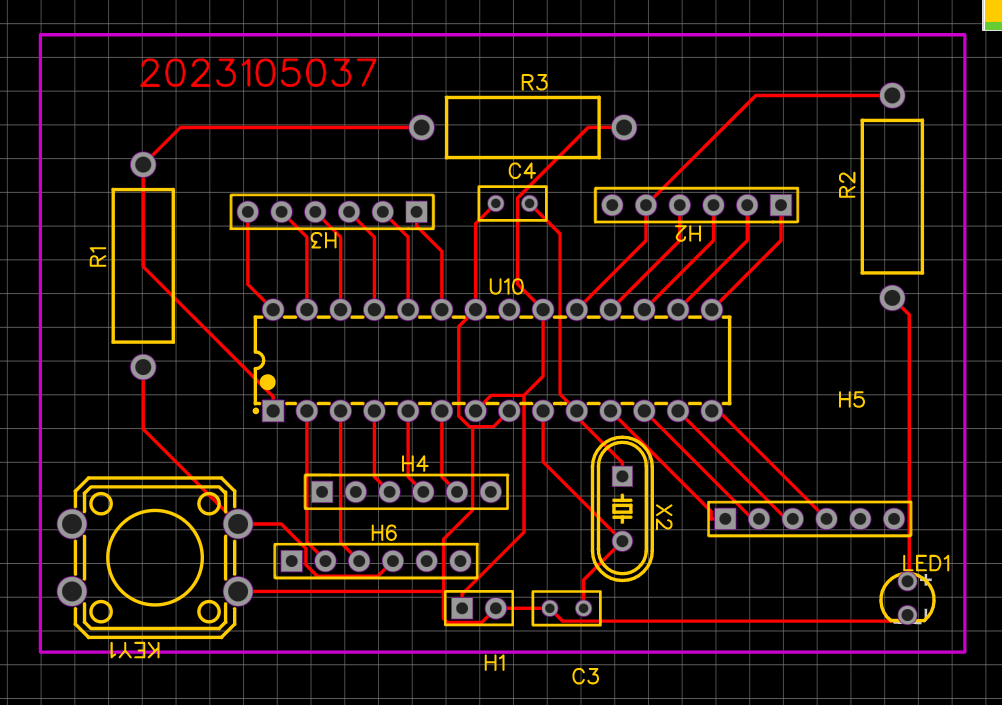 2023105037
R3
C4
R2
H3
H2
R1
U10
H5
H4
X2
H6
LED1
KEY1
H1
C3